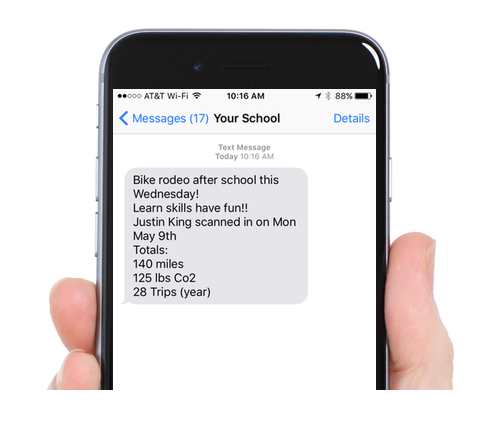 AT&T Wi-Fi 10:16 AM 88%
Messages (17) Your School Details
Text Message
Today 10:16 AM
Bike rodeo after school this
Wednesday!
Learn skills have fun!!
Justin King scanned in on Mon
May 9th
Totals:
140 miles
125 lbs Co2
28 Trips (year)